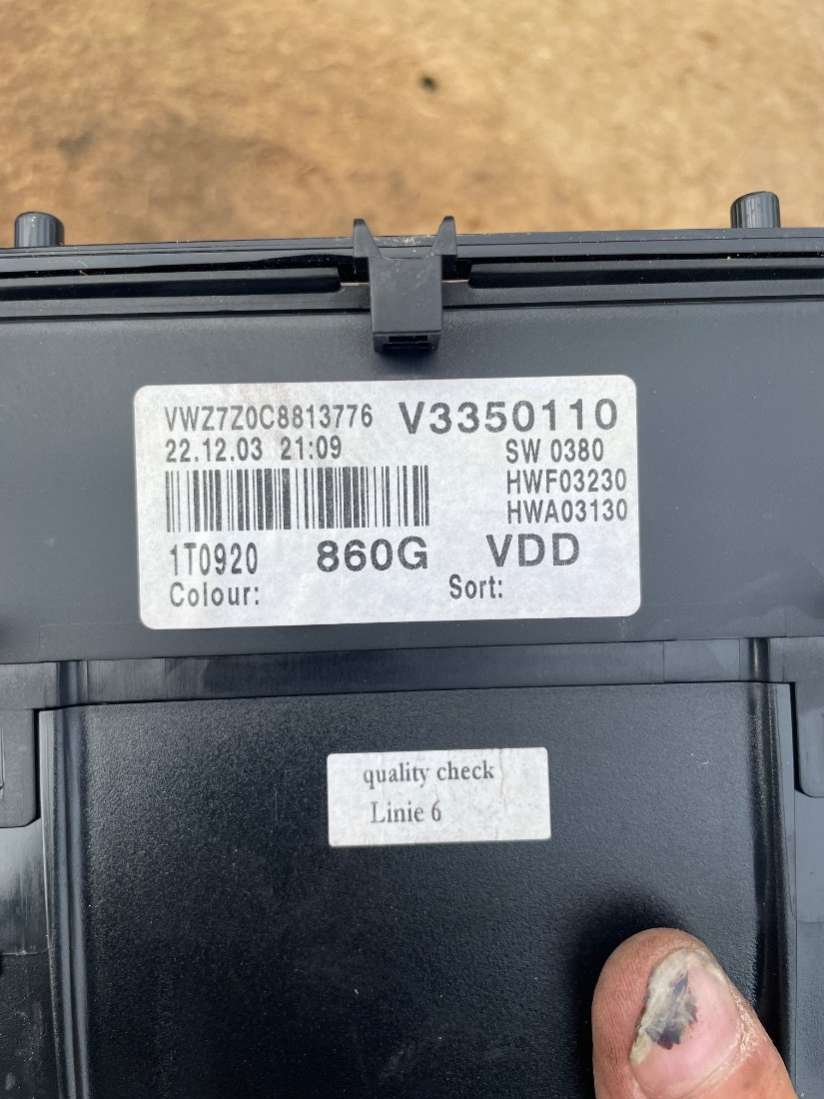 VWZ7Z0C8813776 V3350110
22.12.03 21:09 SW 0380
HWF03230
HWA03130
1T0920 860G VDD
Colour: Sort:
quality check
Linie 6